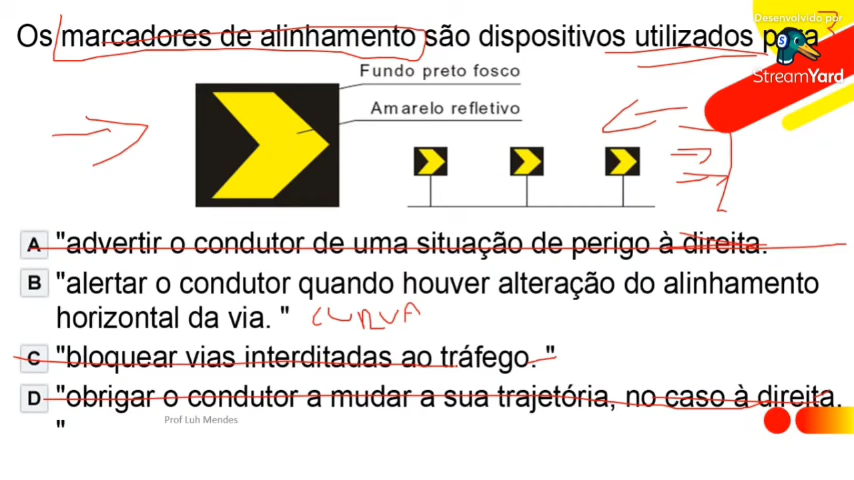 Desenvolvido por
Os marcadores de alinhamento são dispositivos utilizados para
StreamYard
Fundo preto fosco
Amarelo refletivo
A "advertir o condutor de uma situação de perigo à direita.
B "alertar o condutor quando houver alteração do alinhamento
horizontal da via. " CURVA
C "bloquear vias interditadas ao tráfego. "
D "obrigar o condutor a mudar a sua trajetória, no caso à direita.
"
Prof Luh Mendes